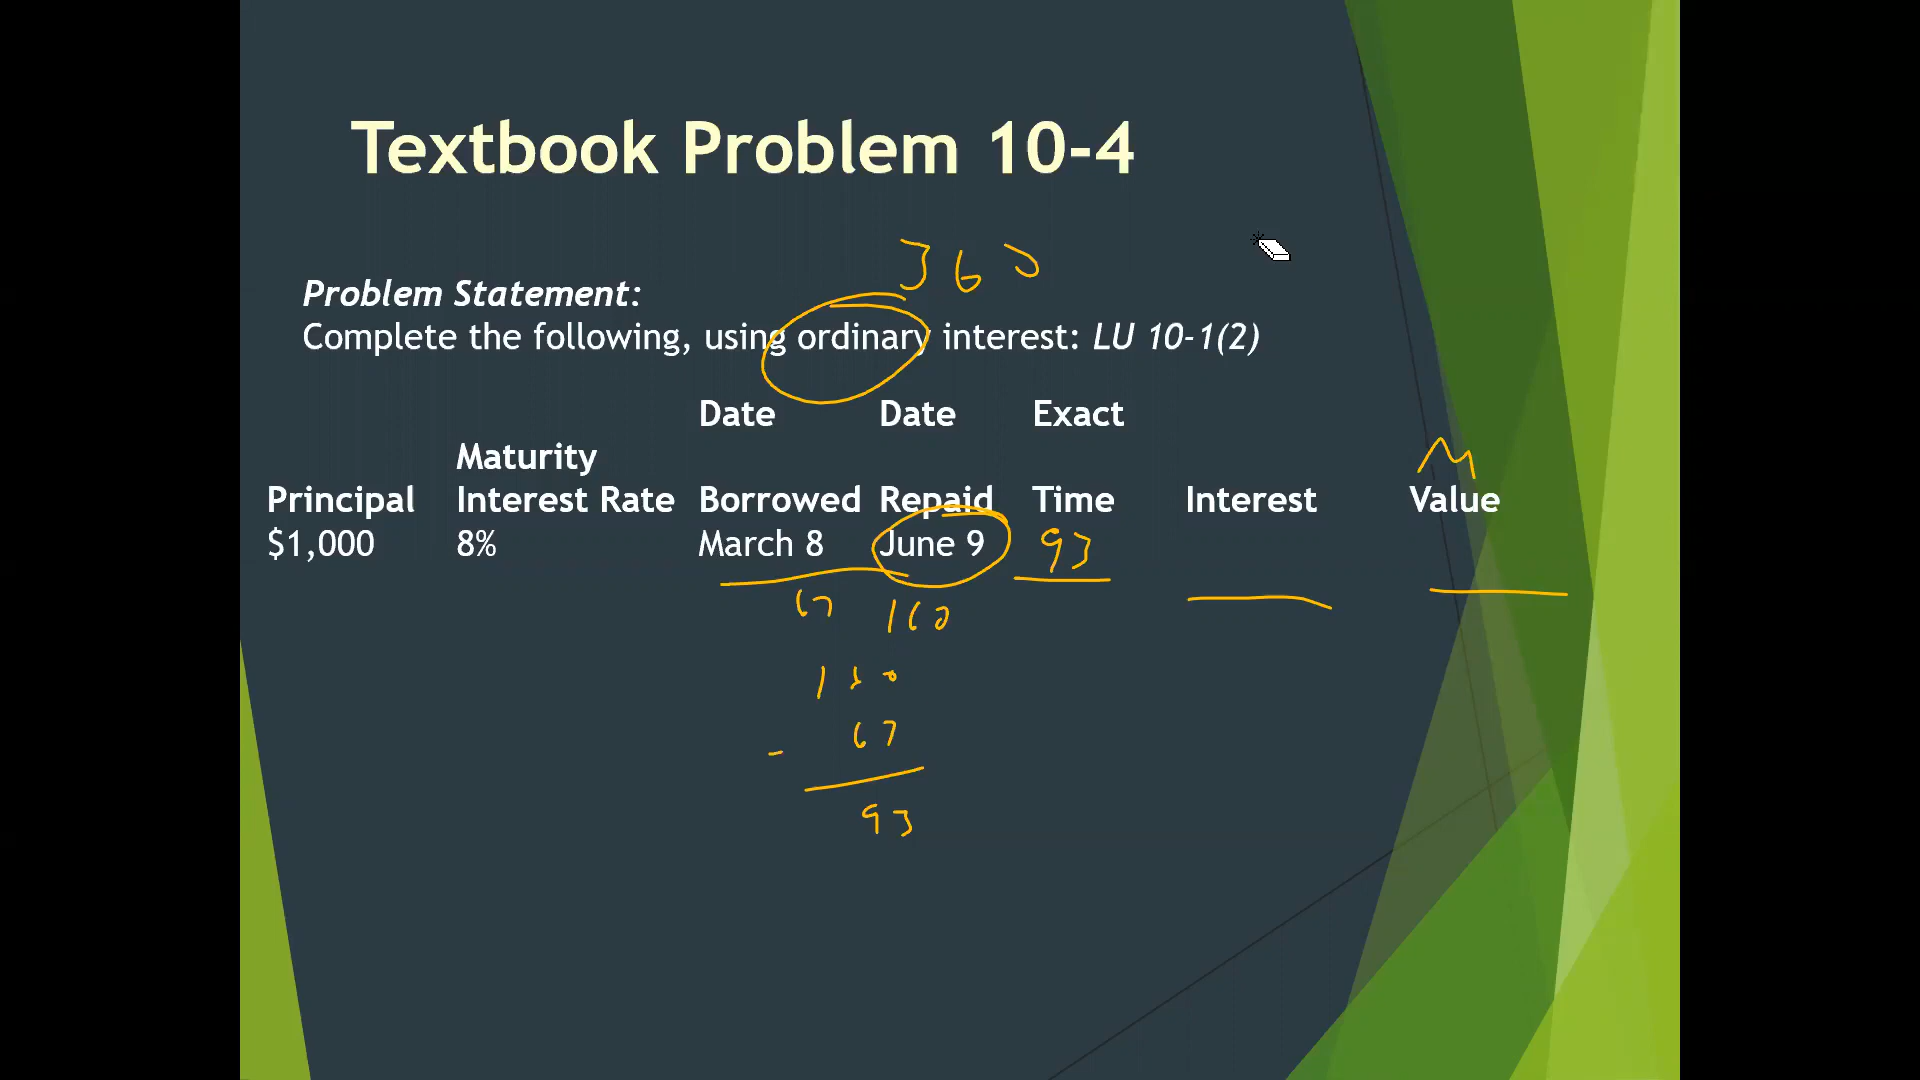 Textbook Problem 10-4
360
Problem Statement:
Complete the following, using ordinary interest: LU 10-1(2)
Date Date Exact
Maturity M
Principal Interest Rate Borrowed Repaid Time Interest Value
$1,000 8% March 8 June 9 93
67 160
160
- 67
93